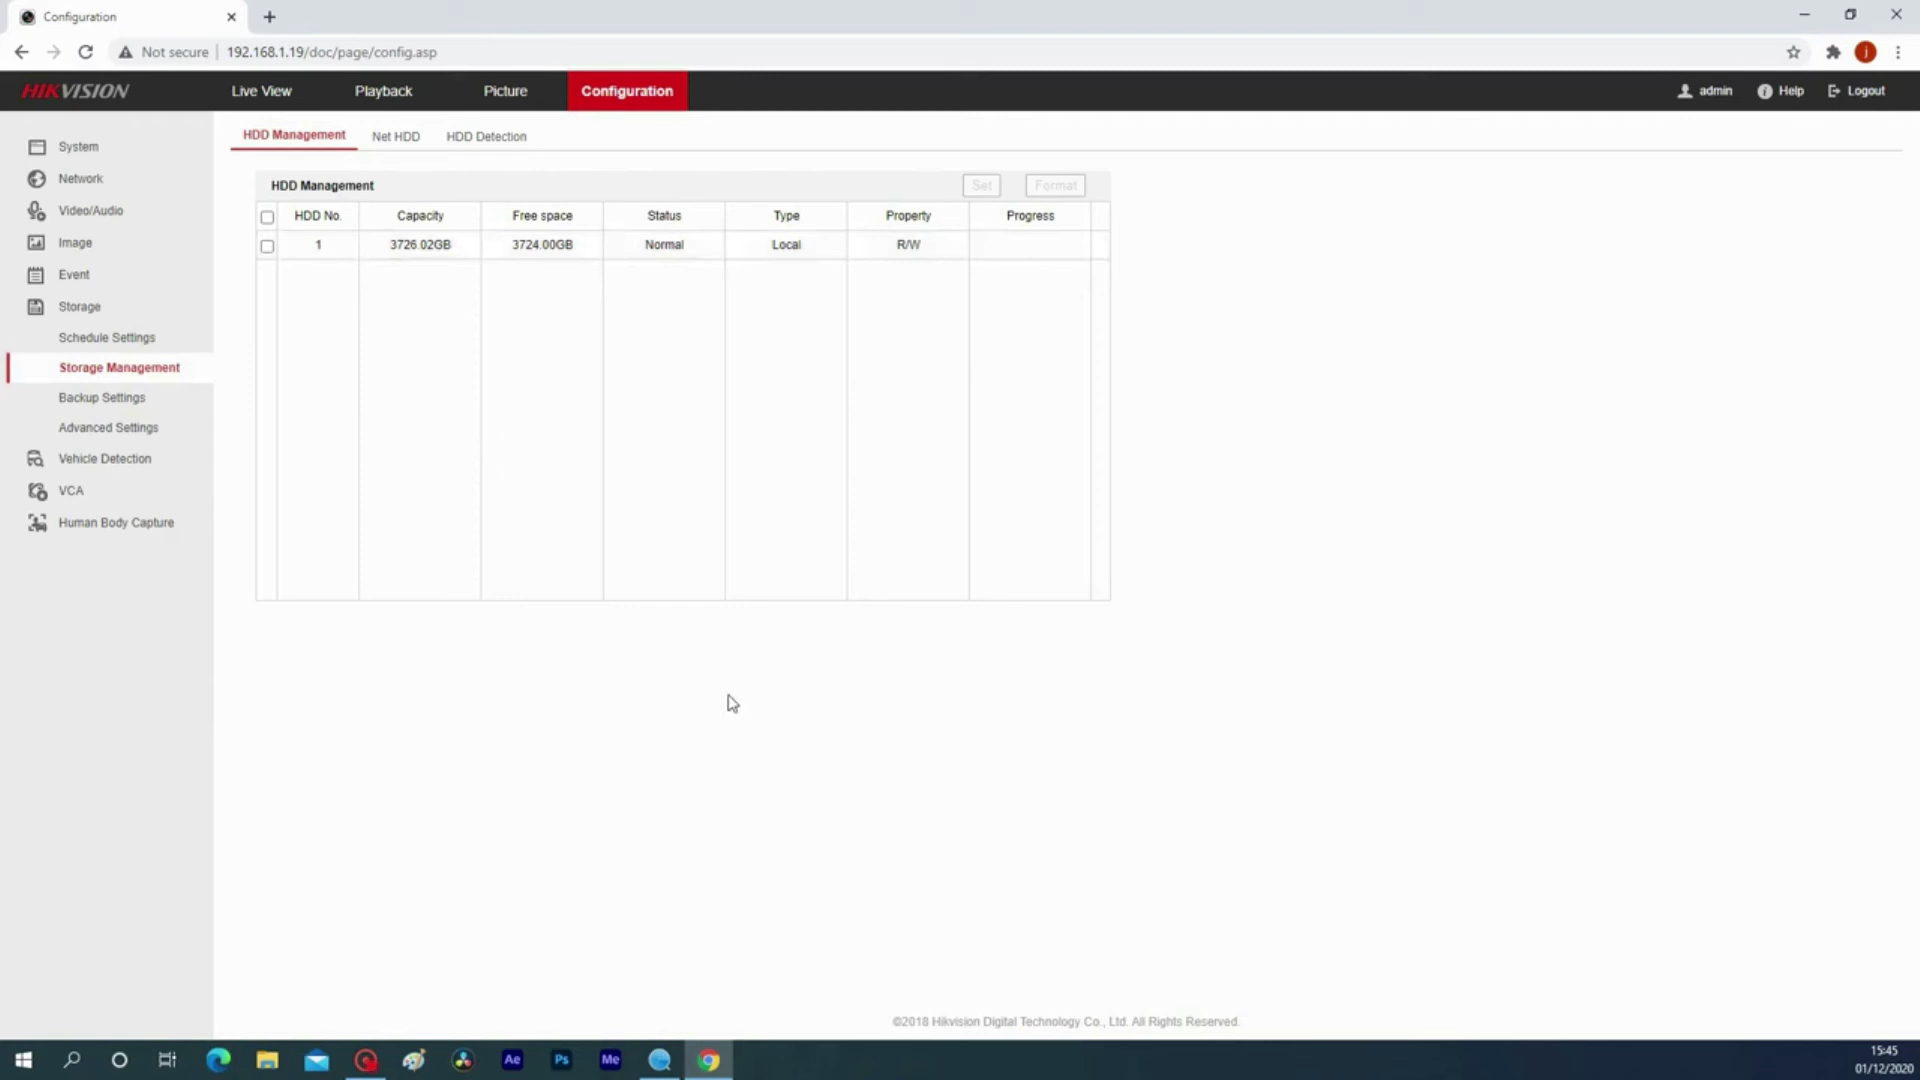 Configuration
Not secure
192.168.1.19/doc/page/config.asp
j
HIKVISION
Live View
Playback
Picture
Configuration
admin
Help
Logout
System
Network
Video/Audio
Image
Event
Storage
Schedule Settings
Storage Management
Backup Settings
Advanced Settings
Vehicle Detection
VCA
Human Body Capture
HDD Management
Net HDD
HDD Detection
HDD Management
Set
Format
HDD No. Capacity Free space Status Type Property Progress
1 3726.02GB 3724.00GB Normal Local R/W
©2018 Hikvision Digital Technology Co., Ltd. All Rights Reserved.
Ae
Ps
Me
15:45
01/12/2020